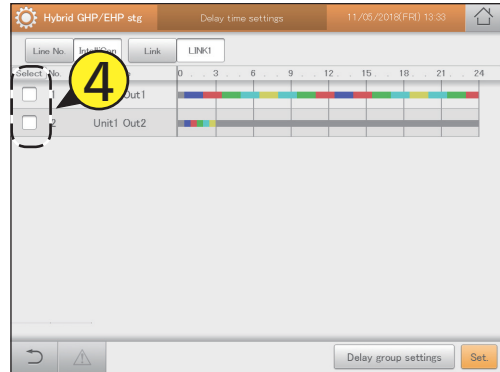 Hybrid GHP/EHP stg Delay time settings 11/05/2018(FRI) 13:33
Line No. Link LINK1
Select No. 0 3 6 9 12 15 18 21 24
4
Out1
2 Unit1 Out2
Delay group settings Set.